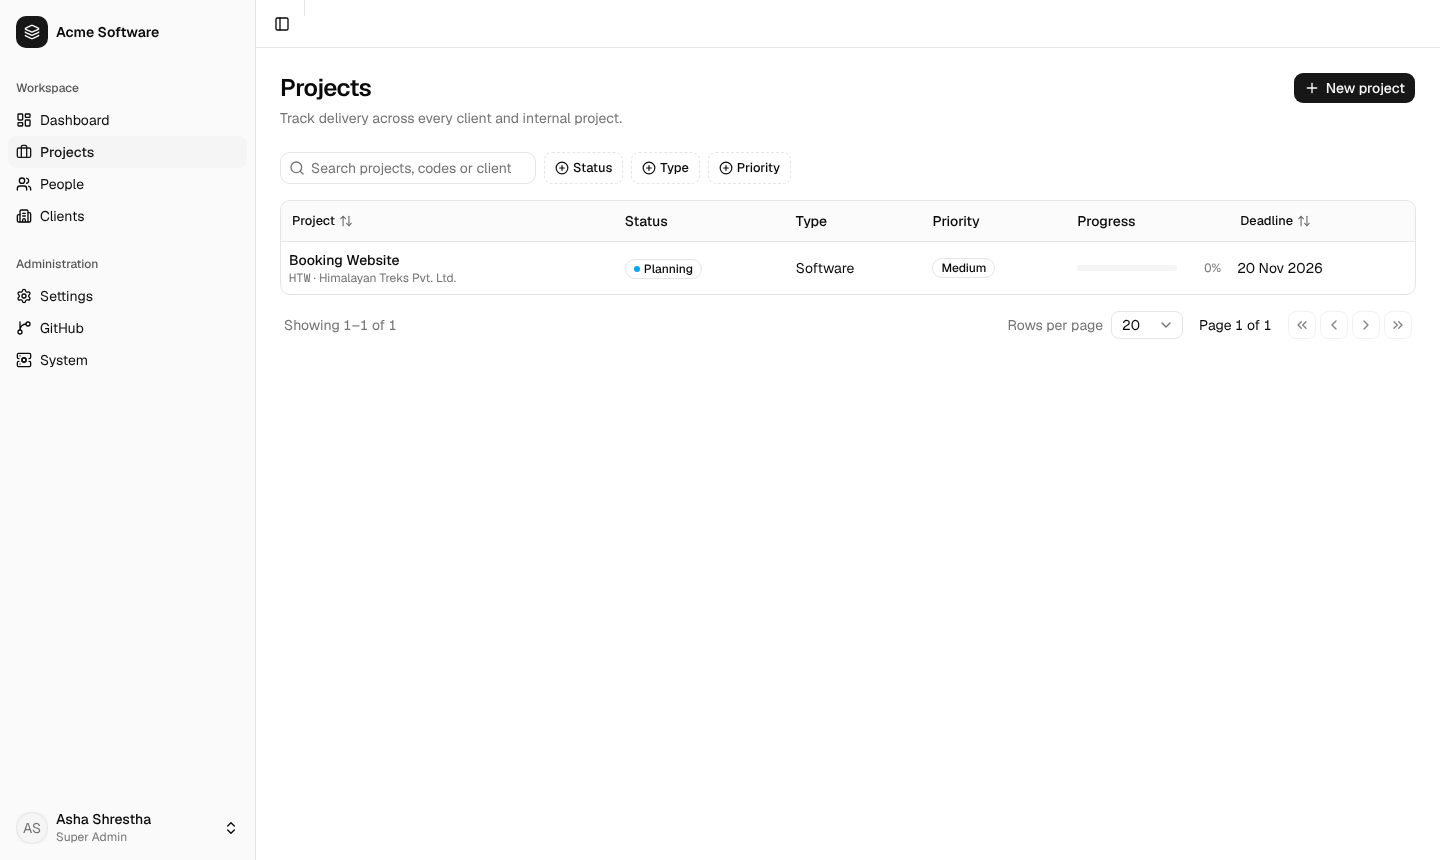 Acme Software
Workspace
Dashboard
Projects
People
Clients
Administration
Settings
GitHub
System
AS
Asha Shrestha
Super Admin
Projects
New project
Track delivery across every client and internal project.
Search projects, codes or client
Status
Type
Priority
Project Status Type Priority Progress Deadline
Booking Website
HTW · Himalayan Treks Pvt. Ltd.
Planning Software Medium 0% 20 Nov 2026
Showing 1–1 of 1
Rows per page 20 Page 1 of 1